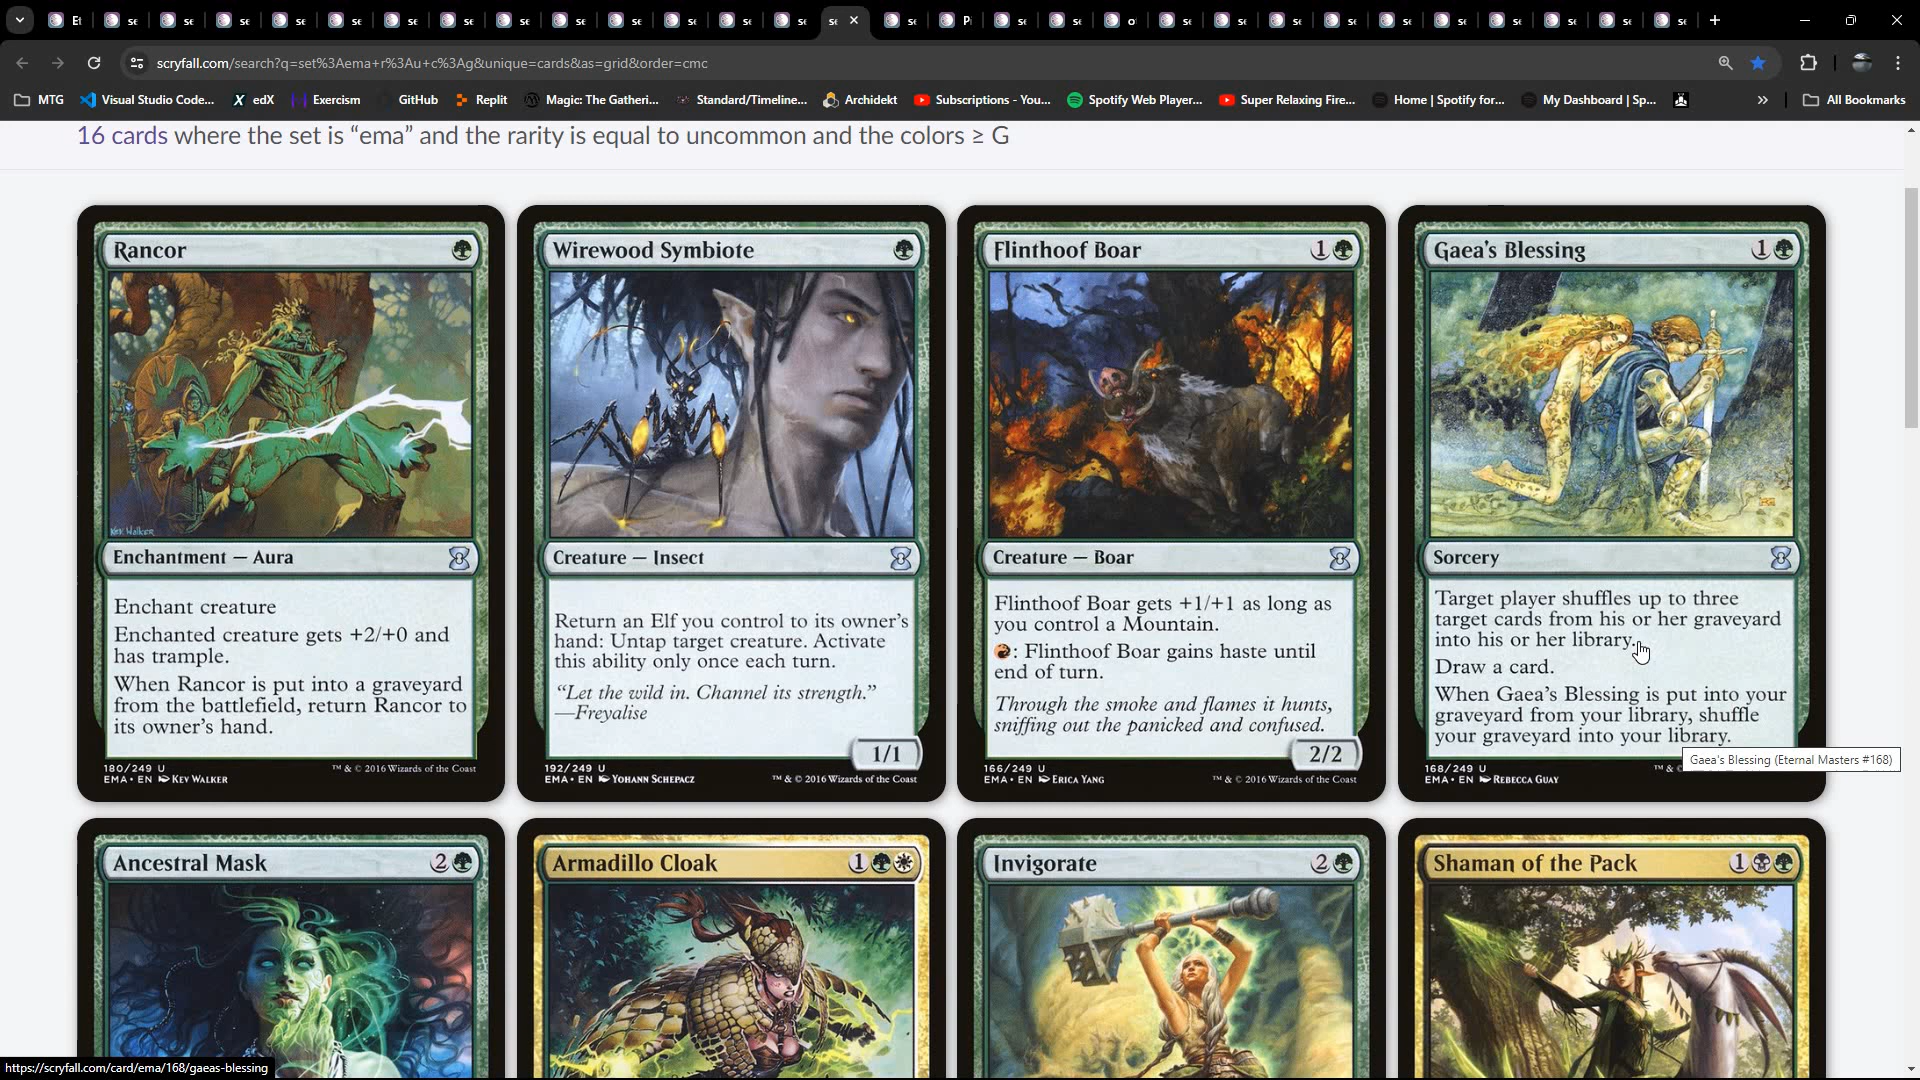 scryfall.com/search?q=set%3Aema+r%3Au+c%3Ag&unique=cards&as=grid&order=cmc
MTG
Visual Studio Code...
edX
Exercism
GitHub
Replit
Magic: The Gatheri...
Standard/Timeline...
Archidekt
Subscriptions - You...
Spotify Web Player...
Super Relaxing Fire...
Home | Spotify for...
My Dashboard | Sp...
All Bookmarks
16 cards where the set is “ema” and the rarity is equal to uncommon and the colors ≥ G
Rancor
Kev Walker
Enchantment — Aura
Enchant creature
Enchanted creature gets +2/+0 and
has trample.
When Rancor is put into a graveyard
from the battlefield, return Rancor to
its owner's hand.
180/249 U
EMA • EN Kev Walker
™ & © 2016 Wizards of the Coast
Wirewood Symbiote
Creature — Insect
Return an Elf you control to its owner's
hand: Untap target creature. Activate
this ability only once each turn.
“Let the wild in. Channel its strength.”
—Freyalise
1/1
192/249 U
EMA • EN Yohann Schepacz
™ & © 2016 Wizards of the Coast
Flinthoof Boar
1
Creature — Boar
Flinthoof Boar gets +1/+1 as long as
you control a Mountain.
: Flinthoof Boar gains haste until
end of turn.
Through the smoke and flames it hunts,
sniffing out the panicked and confused.
2/2
166/249 U
EMA • EN Erica Yang
™ & © 2016 Wizards of the Coast
Gaea's Blessing
1
Sorcery
Target player shuffles up to three
target cards from his or her graveyard
into his or her library.
Draw a card.
When Gaea's Blessing is put into your
graveyard from your library, shuffle
your graveyard into your library.
168/249 U
EMA • EN Rebecca Guay
™ &
Gaea's Blessing (Eternal Masters #168)
Ancestral Mask
2
Armadillo Cloak
1
Invigorate
2
Shaman of the Pack
1
https://scryfall.com/card/ema/168/gaeas-blessing